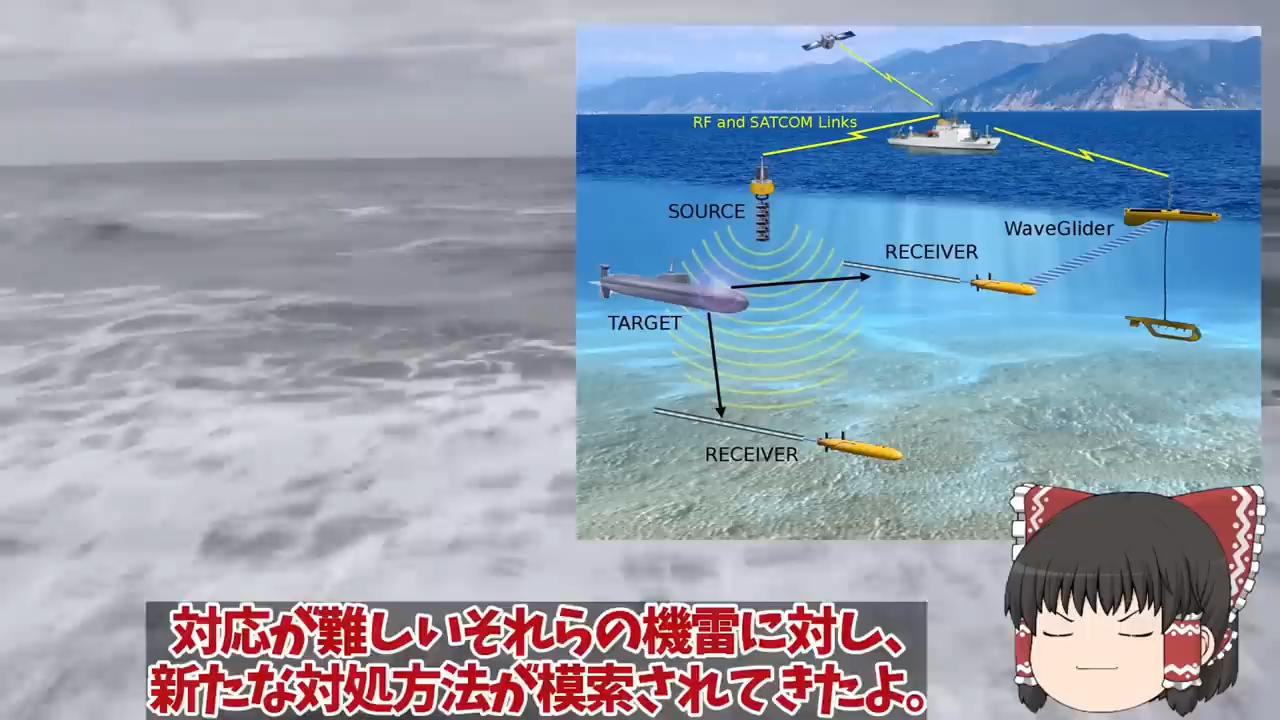 RF and SATCOM Links
SOURCE
WaveGlider
RECEIVER
TARGET
RECEIVER
対応が難しいそれらの機雷に対し、
新たな対処方法が模索されてきたよ。